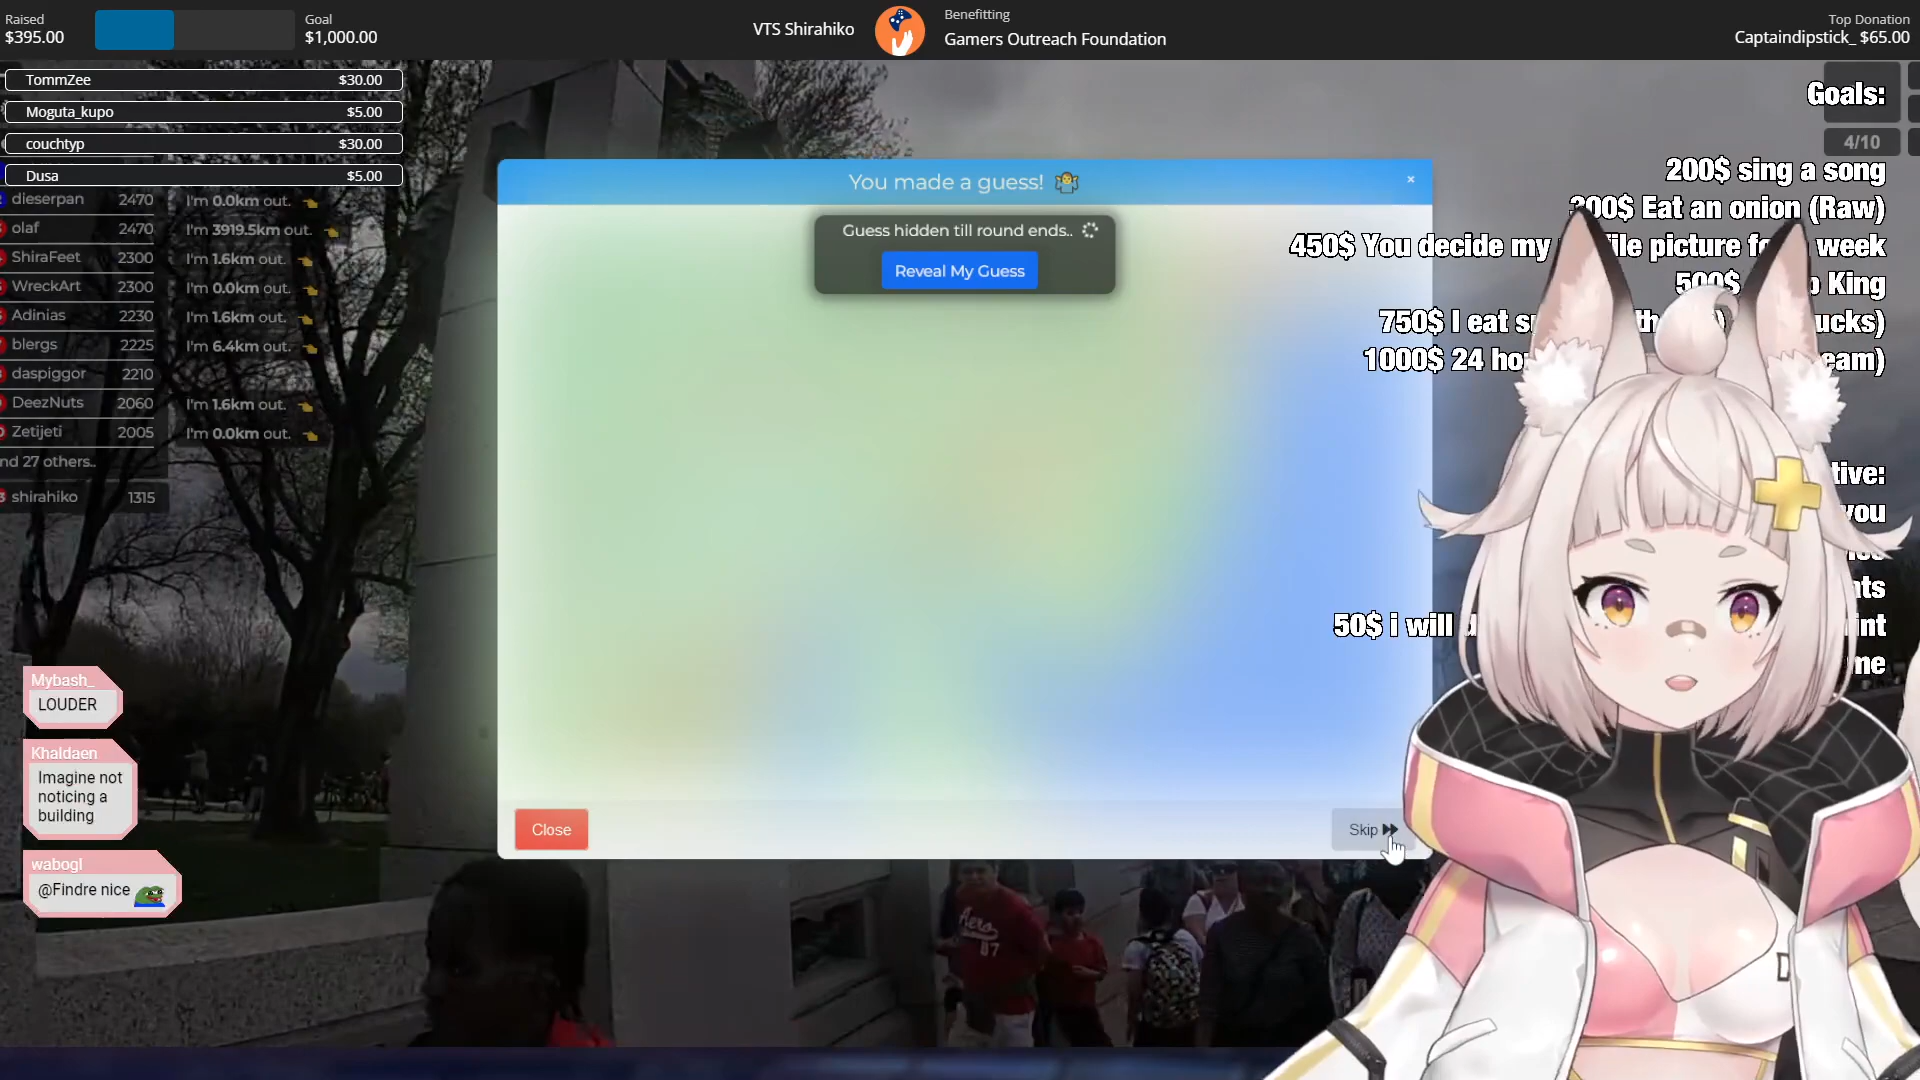 Raised
$395.00
Goal
$1,000.00
VTS Shirahiko
Benefitting
Gamers Outreach Foundation
Top Donation
Captaindipstick_ $65.00
TommZee $30.00
Moguta_kupo $5.00
couchtyp $30.00
Dusa $5.00
dieserpan 2470 I'm 0.0km out.
olaf 2470 I'm 3919.5km out.
ShiraFeet 2300 I'm 1.6km out.
WreckArt 2300 I'm 0.0km out.
Adinias 2230 I'm 1.6km out.
blergs 2225 I'm 6.4km out.
daspiggor 2210
DeezNuts 2060 I'm 1.6km out.
Zetijeti 2005 I'm 0.0km out.
nd 27 others..
shirahiko 1315
You made a guess!
×
Guess hidden till round ends..
Reveal My Guess
Close
Skip
Goals:
4/10
200$ sing a song
300$ Eat an onion (Raw)
450$ You decide my file picture week
500$ King
750$ I eat ucks)
1000$ 24 eam)
tive:
you
nts
50$ i will int
me
Mybash_
LOUDER
Khaldaen
Imagine not
noticing a
building
wabogl
@Findre nice
Aero
87